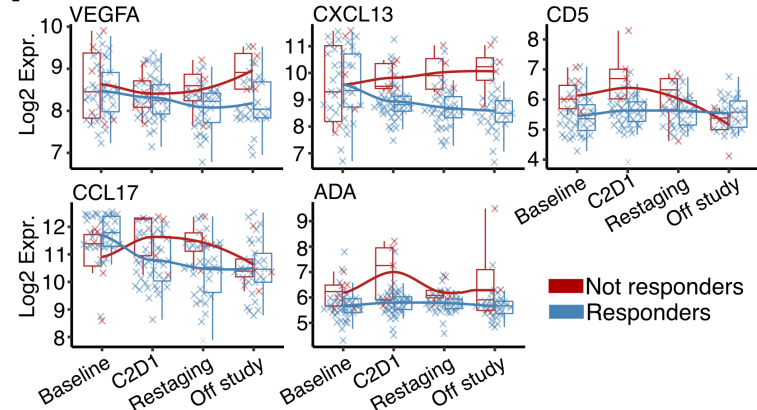 VEGFA
CXCL13
CD5
Log2 Expr.
10
9
8
7
11
10
9
8
7
8
7
6
5
4
Baseline
C2D1
Restaging
Off study
CCL17
ADA
Log2 Expr.
12
11
10
9
8
9
8
7
6
5
Not responders
Responders
Baseline
C2D1
Restaging
Off study
Baseline
C2D1
Restaging
Off study